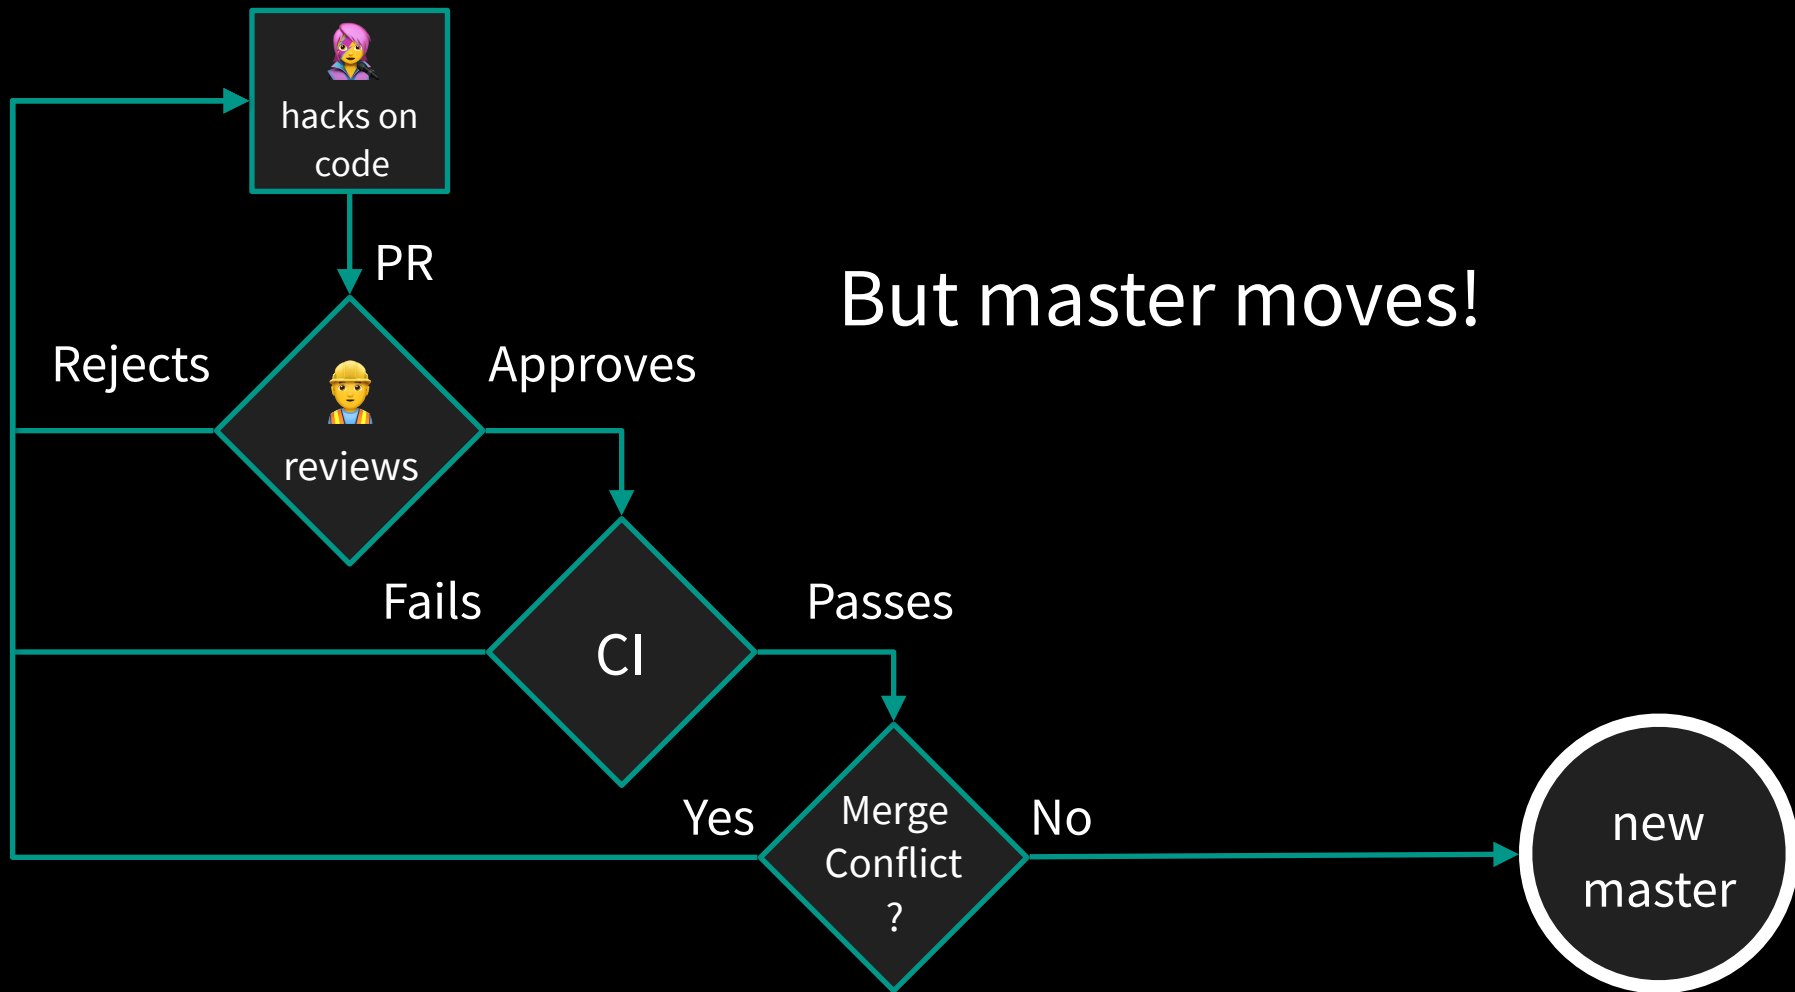 hacks on
code
PR
But master moves!
Rejects
Approves
reviews
Fails
Passes
CI
Yes
Merge
Conflict
?
No
new
master